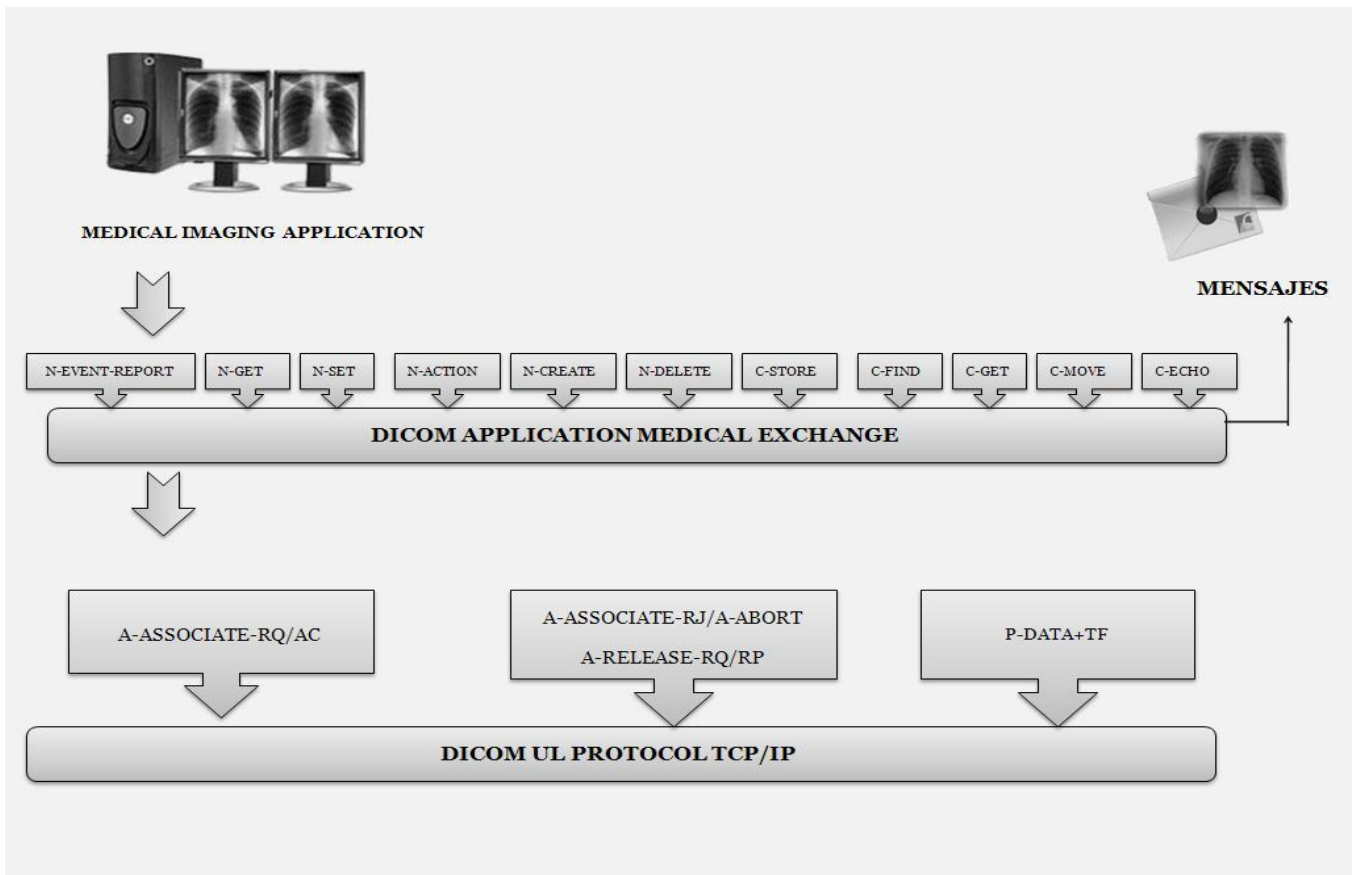 MEDICAL IMAGING APPLICATION
MENSAJES
N-EVENT-REPORT
N-GET
N-SET
N-ACTION
N-CREATE
N-DELETE
C-STORE
C-FIND
C-GET
C-MOVE
C-ECHO
DICOM APPLICATION MEDICAL EXCHANGE
A-ASSOCIATE-RQ/AC
A-ASSOCIATE-RJ/A-ABORT
A-RELEASE-RQ/RP
P-DATA+TF
DICOM UL PROTOCOL TCP/IP